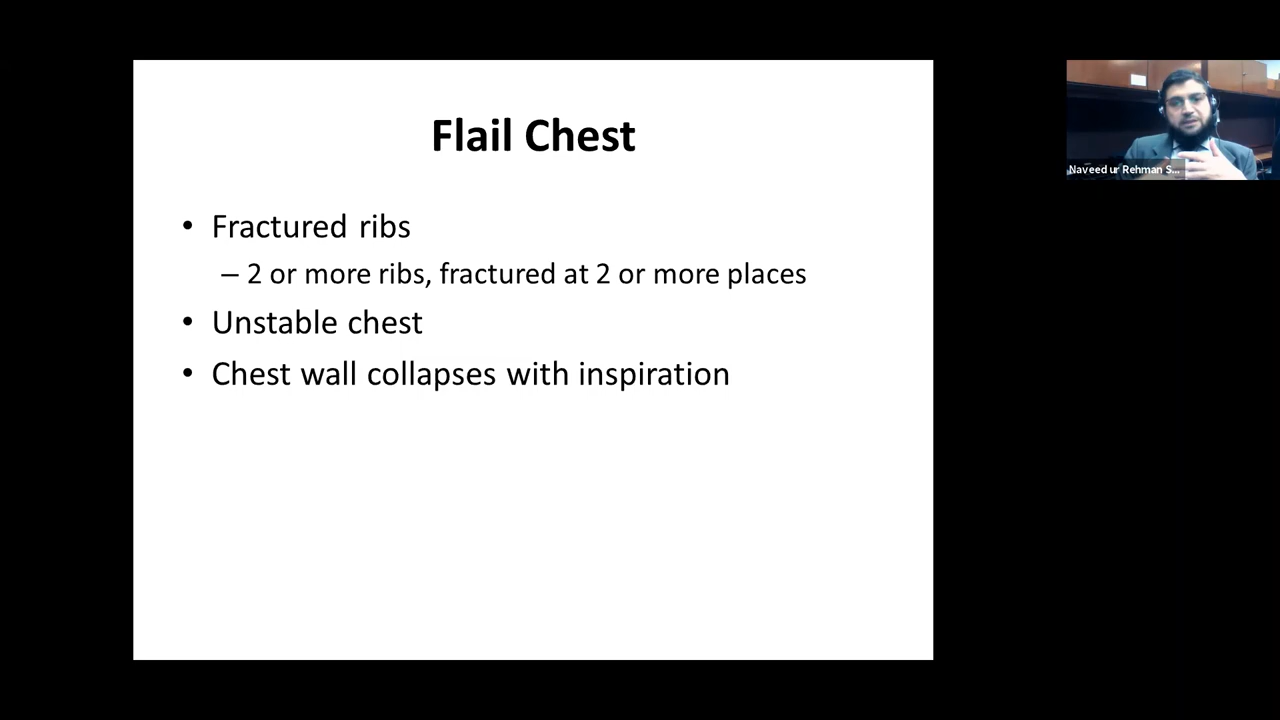 Flail Chest
• Fractured ribs
– 2 or more ribs, fractured at 2 or more places
• Unstable chest
• Chest wall collapses with inspiration
Naveed ur Rehman S...